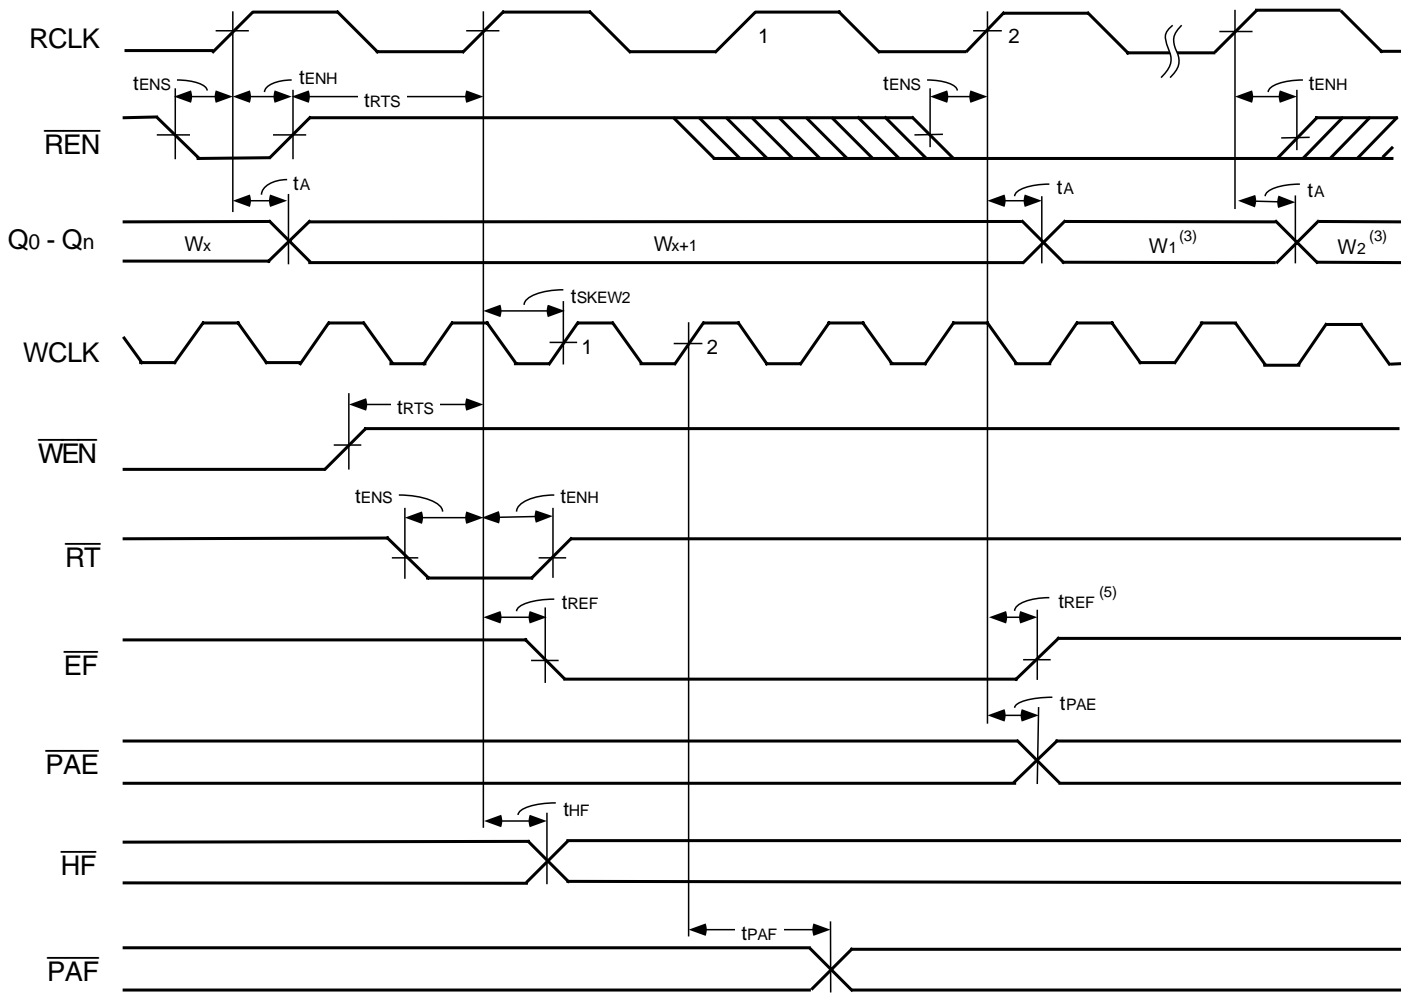 RCLK 1 2
tENS tENH tRTS tENS tENH
REN
tA tA tA
Q0 - Qn Wx Wx+1 W1(3) W2(3)
tSKEW2
WCLK 1 2
tRTS
WEN
tENS tENH
RT
tREF tREF(5)
EF
tPAE
PAE
tHF
HF
tPAF
PAF